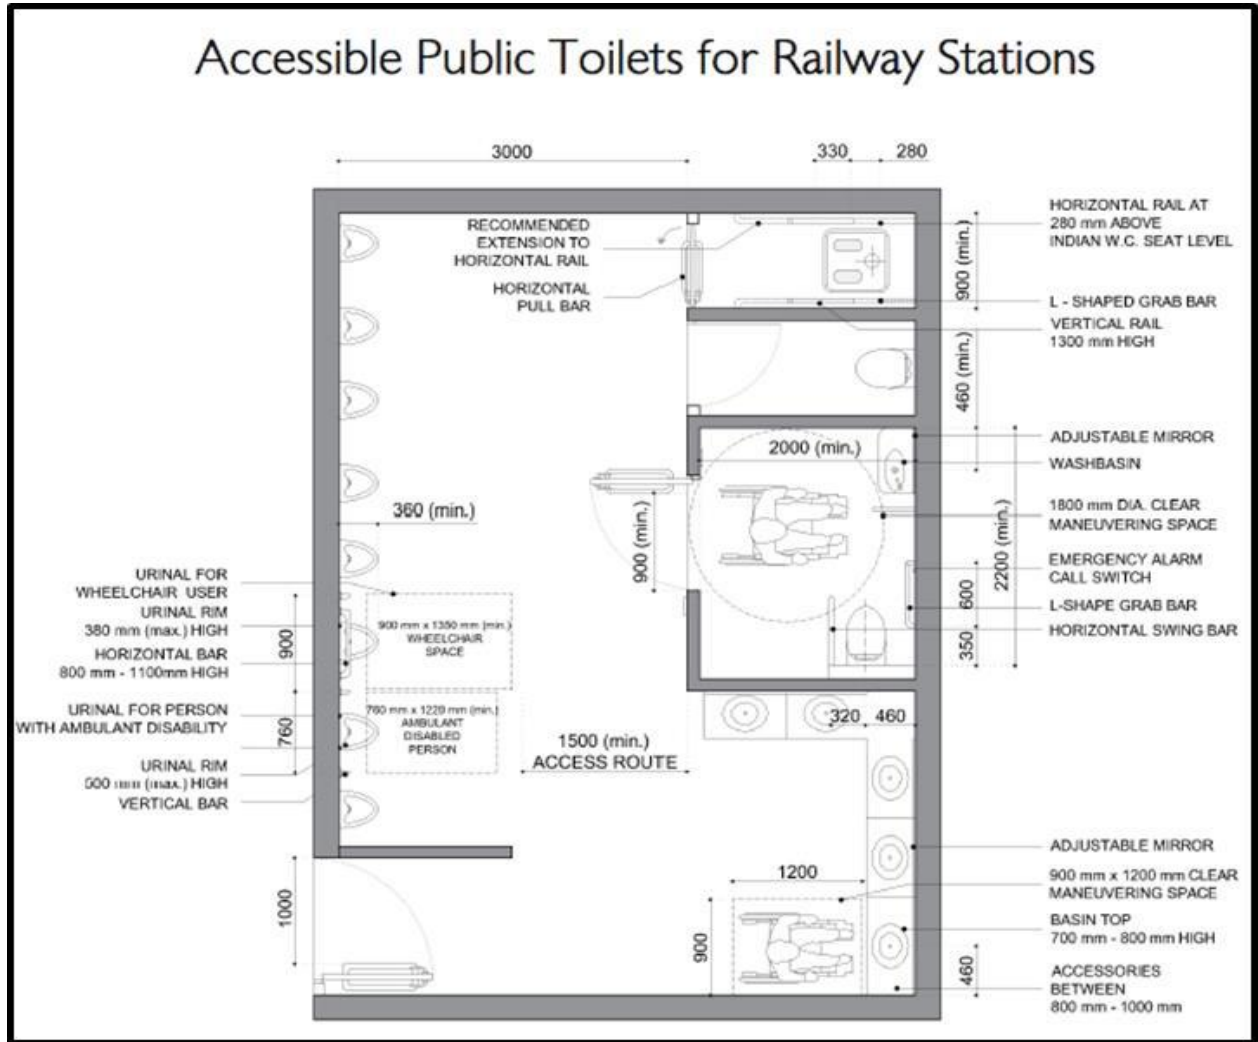 Accessible Public Toilets for Railway Stations
3000
330
280
RECOMMENDED
EXTENSION TO
HORIZONTAL RAIL
HORIZONTAL
PULL BAR
900 (min.)
HORIZONTAL RAIL AT
280 mm ABOVE
INDIAN W.C. SEAT LEVEL
L - SHAPED GRAB BAR
VERTICAL RAIL
1300 mm HIGH
460 (min.)
2000 (min.)
ADJUSTABLE MIRROR
WASHBASIN
1800 mm DIA. CLEAR
MANEUVERING SPACE
EMERGENCY ALARM
CALL SWITCH
L-SHAPE GRAB BAR
HORIZONTAL SWING BAR
2200 (min.)
600
350
360 (min.)
900 (min.)
URINAL FOR
WHEELCHAIR USER
URINAL RIM
380 mm (max.) HIGH
HORIZONTAL BAR
800 mm - 1100mm HIGH
URINAL FOR PERSON
WITH AMBULANT DISABILITY
URINAL RIM
500 mm (max.) HIGH
VERTICAL BAR
900
760
900 mm x 1350 mm (min.)
WHEELCHAIR
SPACE
760 mm x 1220 mm (min.)
AMBULANT
DISABLED
PERSON
1500 (min.)
ACCESS ROUTE
320
460
1000
1200
900
460
ADJUSTABLE MIRROR
900 mm x 1200 mm CLEAR
MANEUVERING SPACE
BASIN TOP
700 mm - 800 mm HIGH
ACCESSORIES
BETWEEN
800 mm - 1000 mm